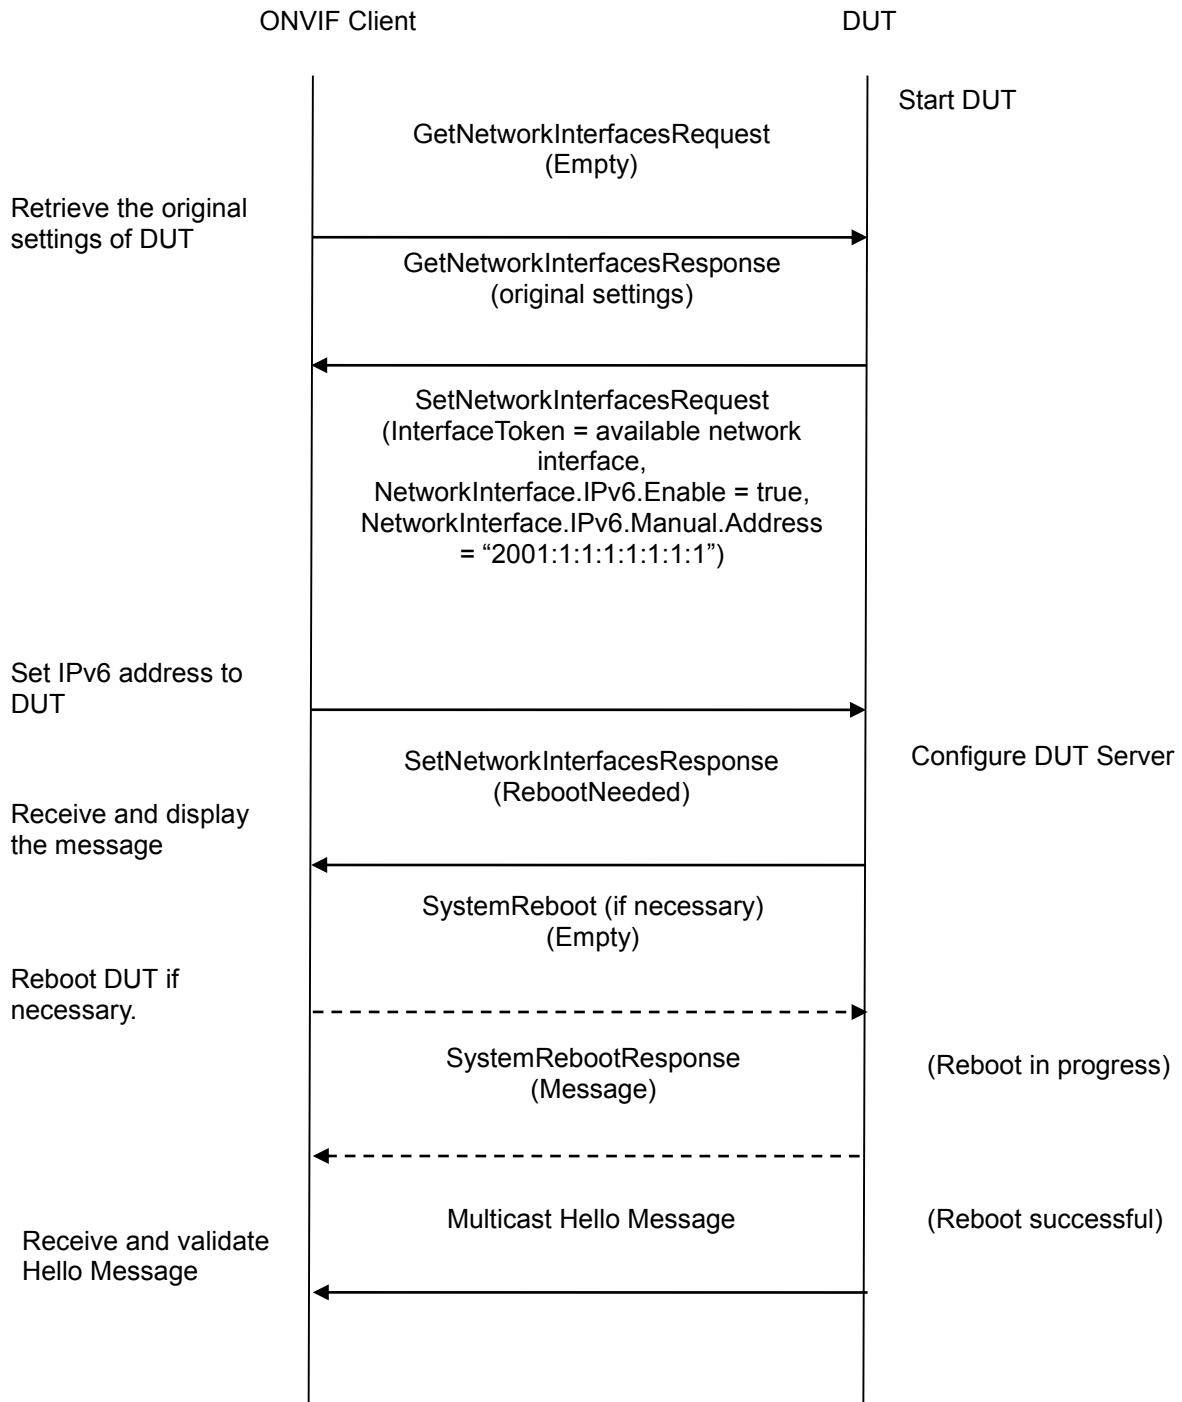 ONVIF Client
DUT
Start DUT
GetNetworkInterfacesRequest
(Empty)
Retrieve the original
settings of DUT
GetNetworkInterfacesResponse
(original settings)
SetNetworkInterfacesRequest
(InterfaceToken = available network
interface,
NetworkInterface.IPv6.Enable = true,
NetworkInterface.IPv6.Manual.Address
= “2001:1:1:1:1:1:1:1”)
Set IPv6 address to
DUT
SetNetworkInterfacesResponse
(RebootNeeded)
Configure DUT Server
Receive and display
the message
SystemReboot (if necessary)
(Empty)
Reboot DUT if
necessary.
SystemRebootResponse
(Message)
(Reboot in progress)
Multicast Hello Message
(Reboot successful)
Receive and validate
Hello Message